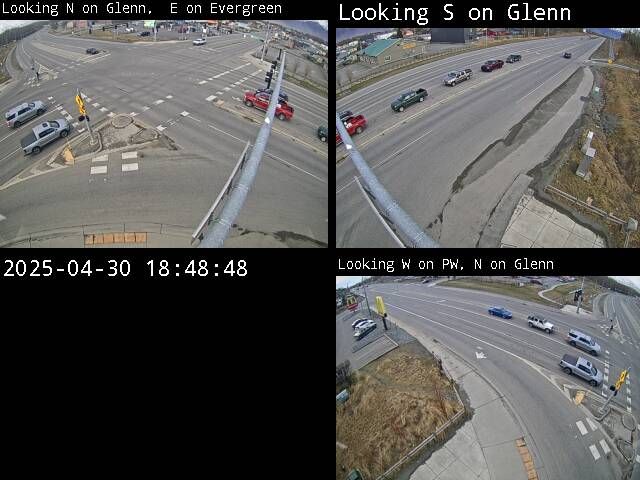 Looking N on Glenn,  E on Evergreen
Looking S on Glenn
2025-04-30 18:48:48
Looking W on PW, N on Glenn